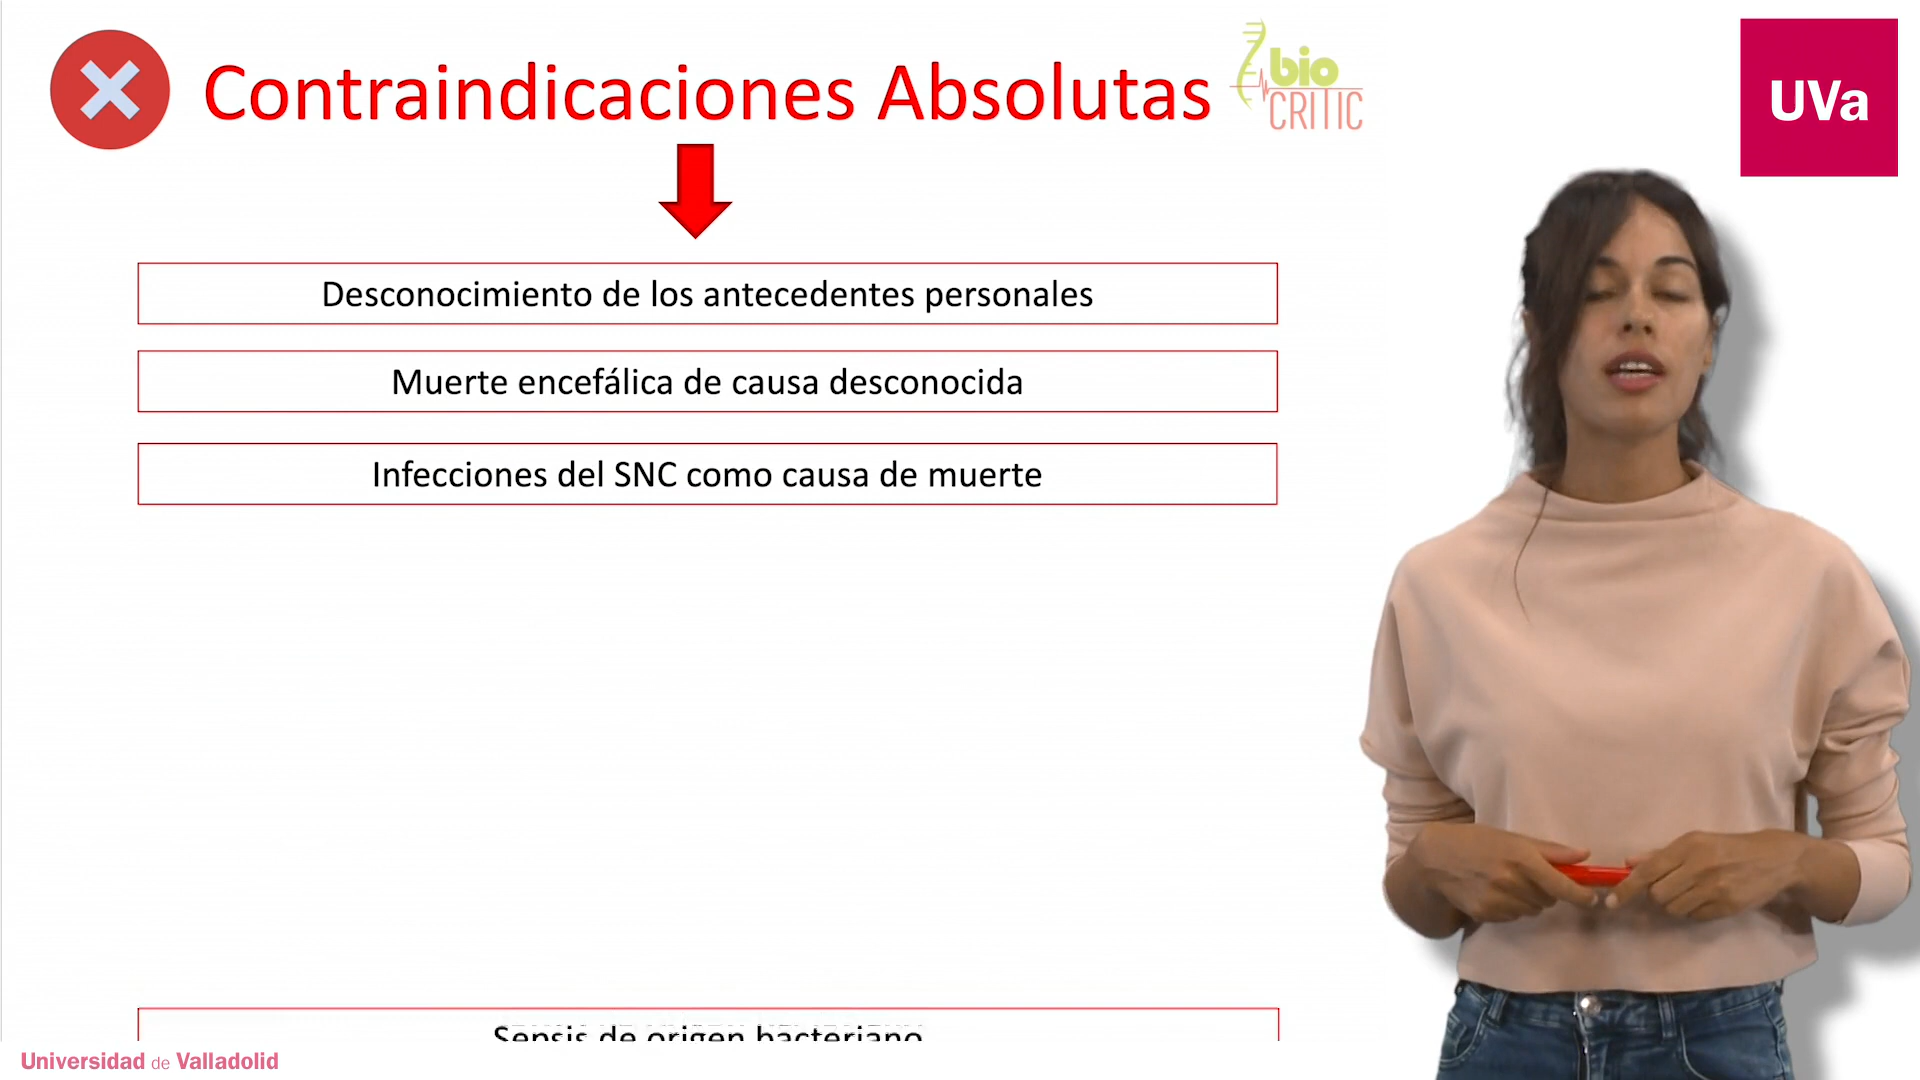 Contraindicaciones Absolutas
bio
CRITIC
UVa
Desconocimiento de los antecedentes personales
Muerte encefálica de causa desconocida
Infecciones del SNC como causa de muerte
Sepsis de origen bacteriano
Universidad de Valladolid